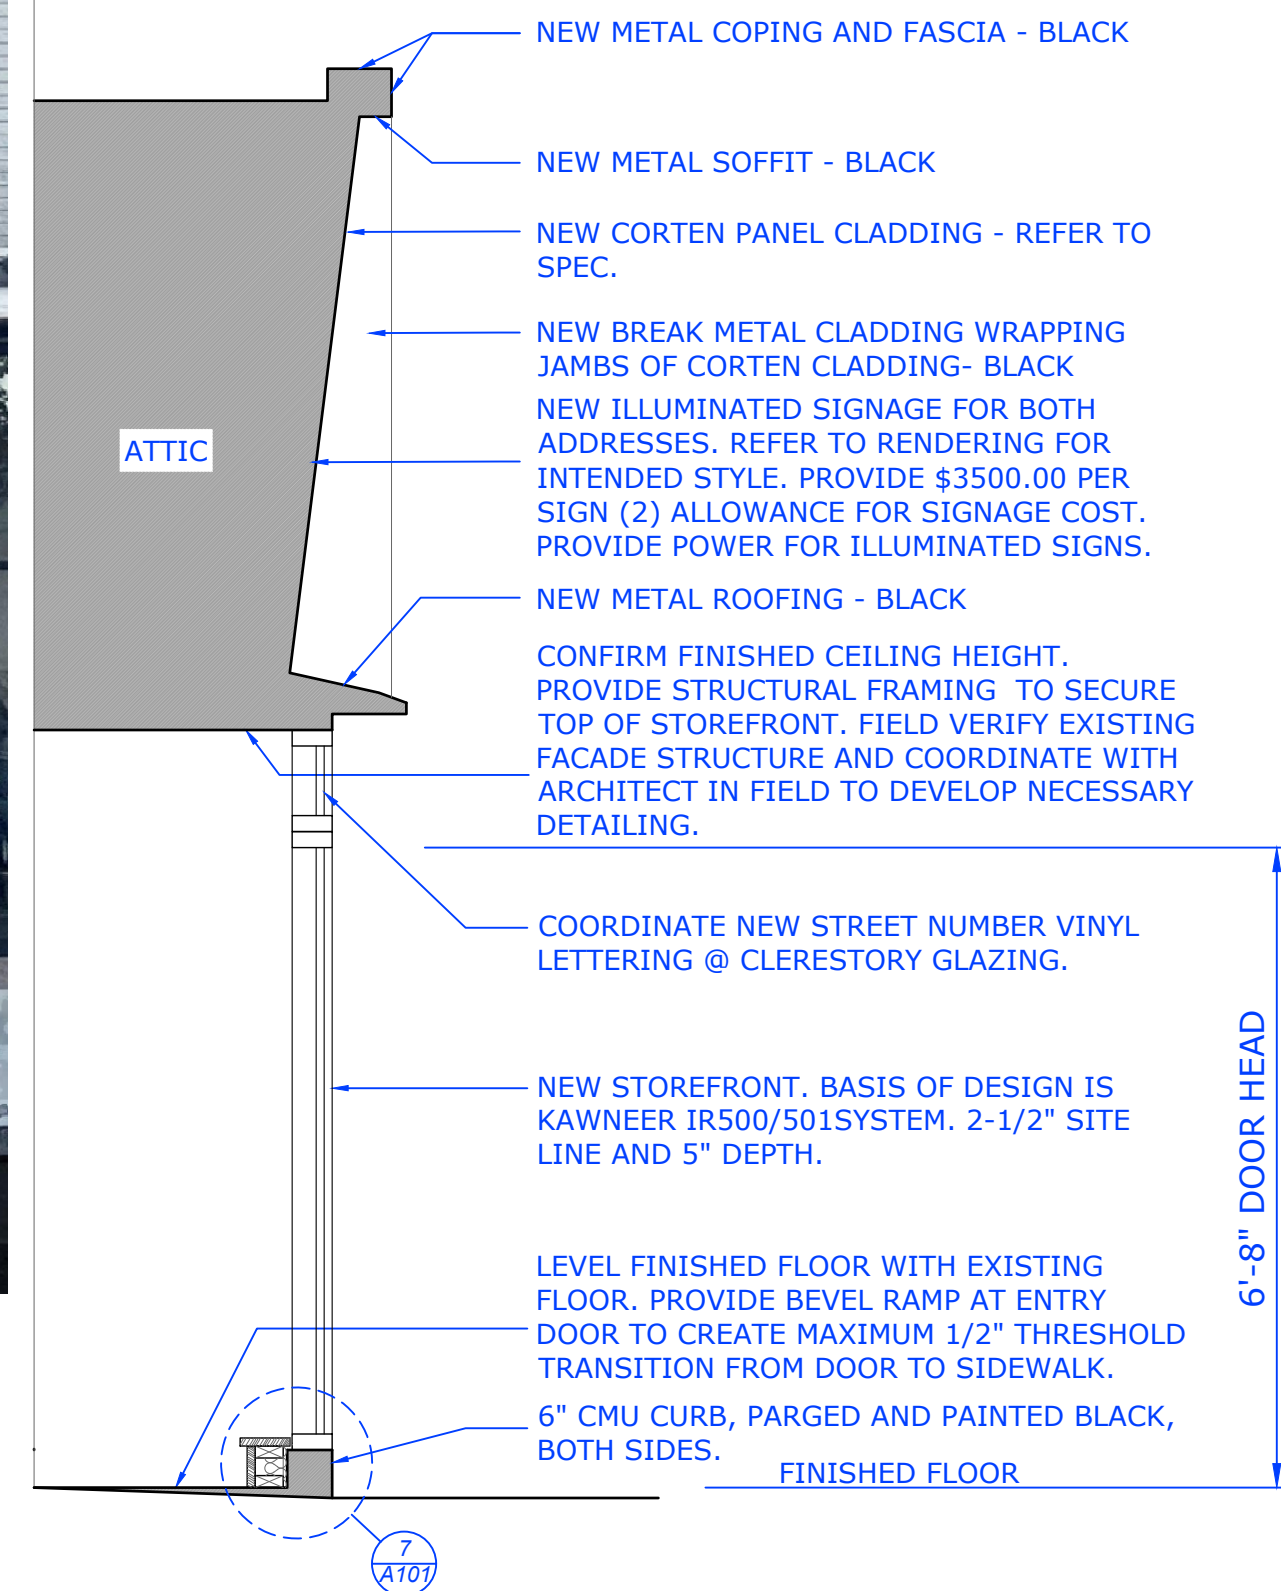 NEW METAL COPING AND FASCIA - BLACK
NEW METAL SOFFIT - BLACK
NEW CORTEN PANEL CLADDING - REFER TO
SPEC.
NEW BREAK METAL CLADDING WRAPPING
JAMBS OF CORTEN CLADDING- BLACK
NEW ILLUMINATED SIGNAGE FOR BOTH
ADDRESSES. REFER TO RENDERING FOR
INTENDED STYLE. PROVIDE $3500.00 PER
SIGN (2) ALLOWANCE FOR SIGNAGE COST.
PROVIDE POWER FOR ILLUMINATED SIGNS.
ATTIC
NEW METAL ROOFING - BLACK
CONFIRM FINISHED CEILING HEIGHT.
PROVIDE STRUCTURAL FRAMING TO SECURE
TOP OF STOREFRONT. FIELD VERIFY EXISTING
FACADE STRUCTURE AND COORDINATE WITH
ARCHITECT IN FIELD TO DEVELOP NECESSARY
DETAILING.
COORDINATE NEW STREET NUMBER VINYL
LETTERING @ CLERESTORY GLAZING.
NEW STOREFRONT. BASIS OF DESIGN IS
KAWNEER IR500/501SYSTEM. 2-1/2" SITE
LINE AND 5" DEPTH.
6'-8" DOOR HEAD
LEVEL FINISHED FLOOR WITH EXISTING
FLOOR. PROVIDE BEVEL RAMP AT ENTRY
DOOR TO CREATE MAXIMUM 1/2" THRESHOLD
TRANSITION FROM DOOR TO SIDEWALK.
6" CMU CURB, PARGED AND PAINTED BLACK,
BOTH SIDES.
FINISHED FLOOR
7
A101